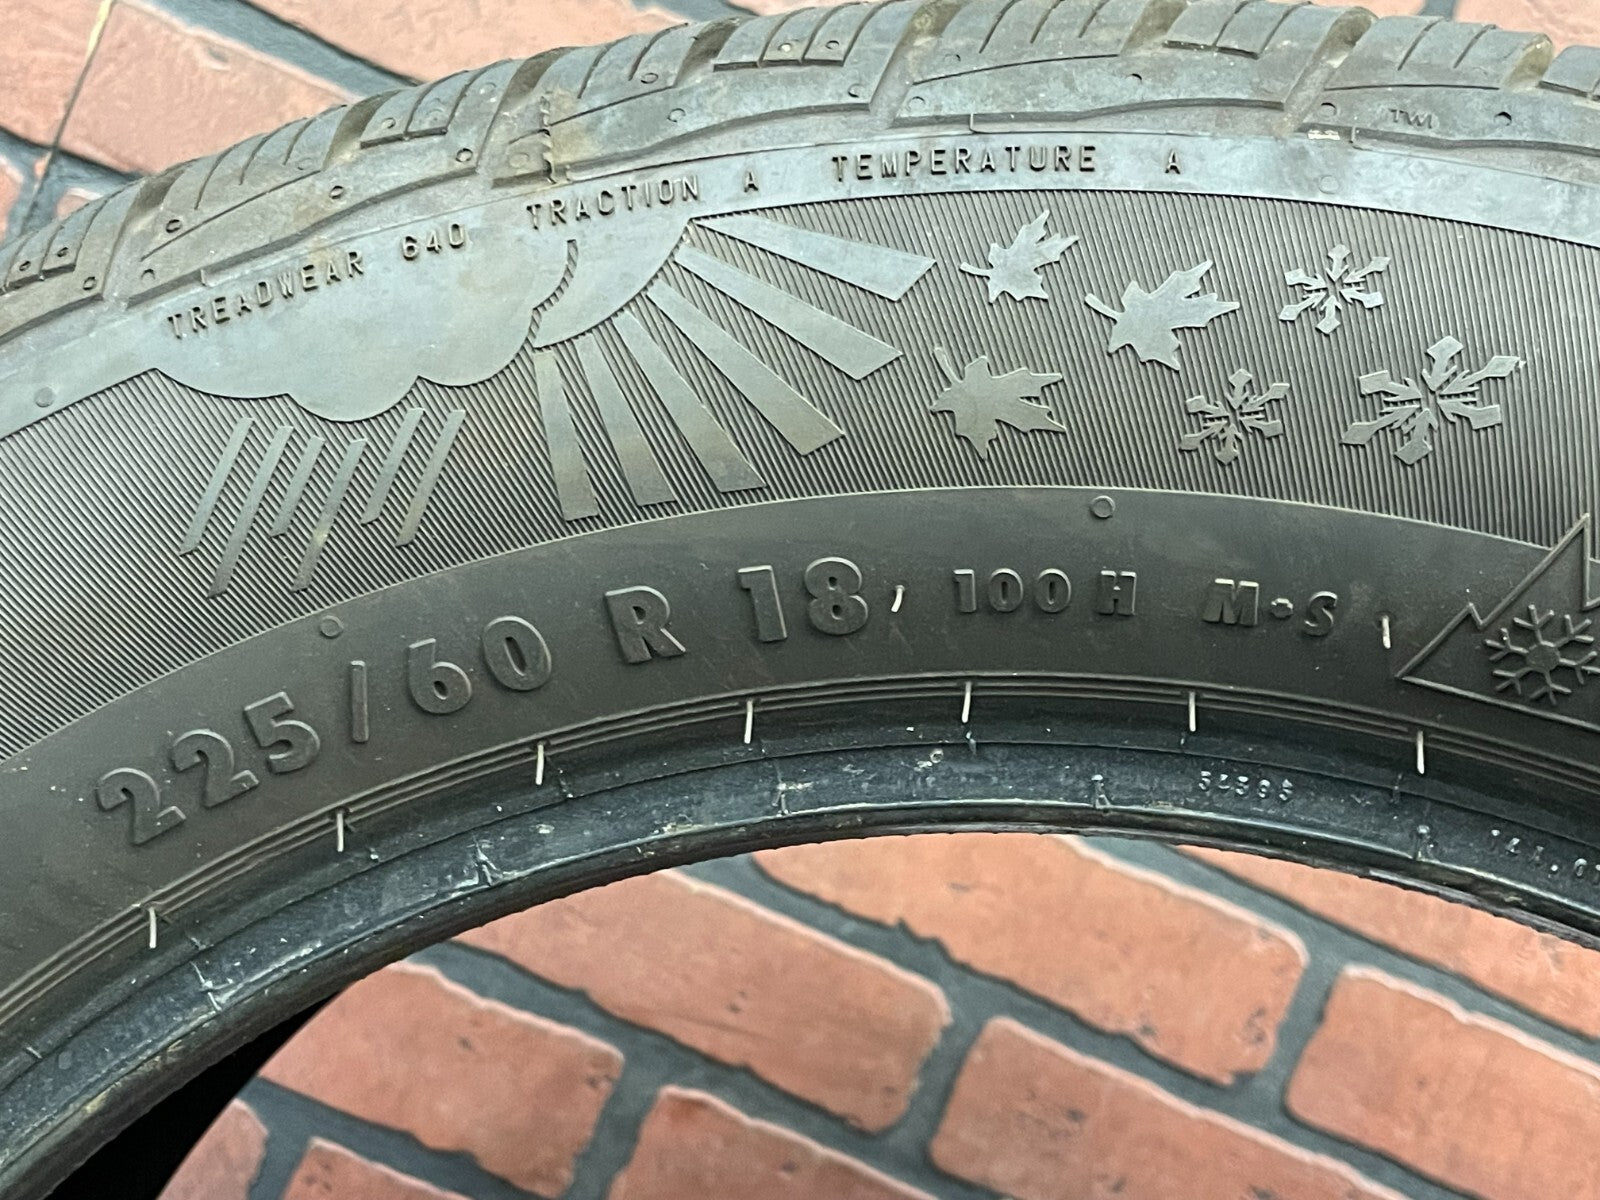 TWI
TREADWEAR 640 TRACTION A TEMPERATURE A
225/60 R 18 100 H M+S